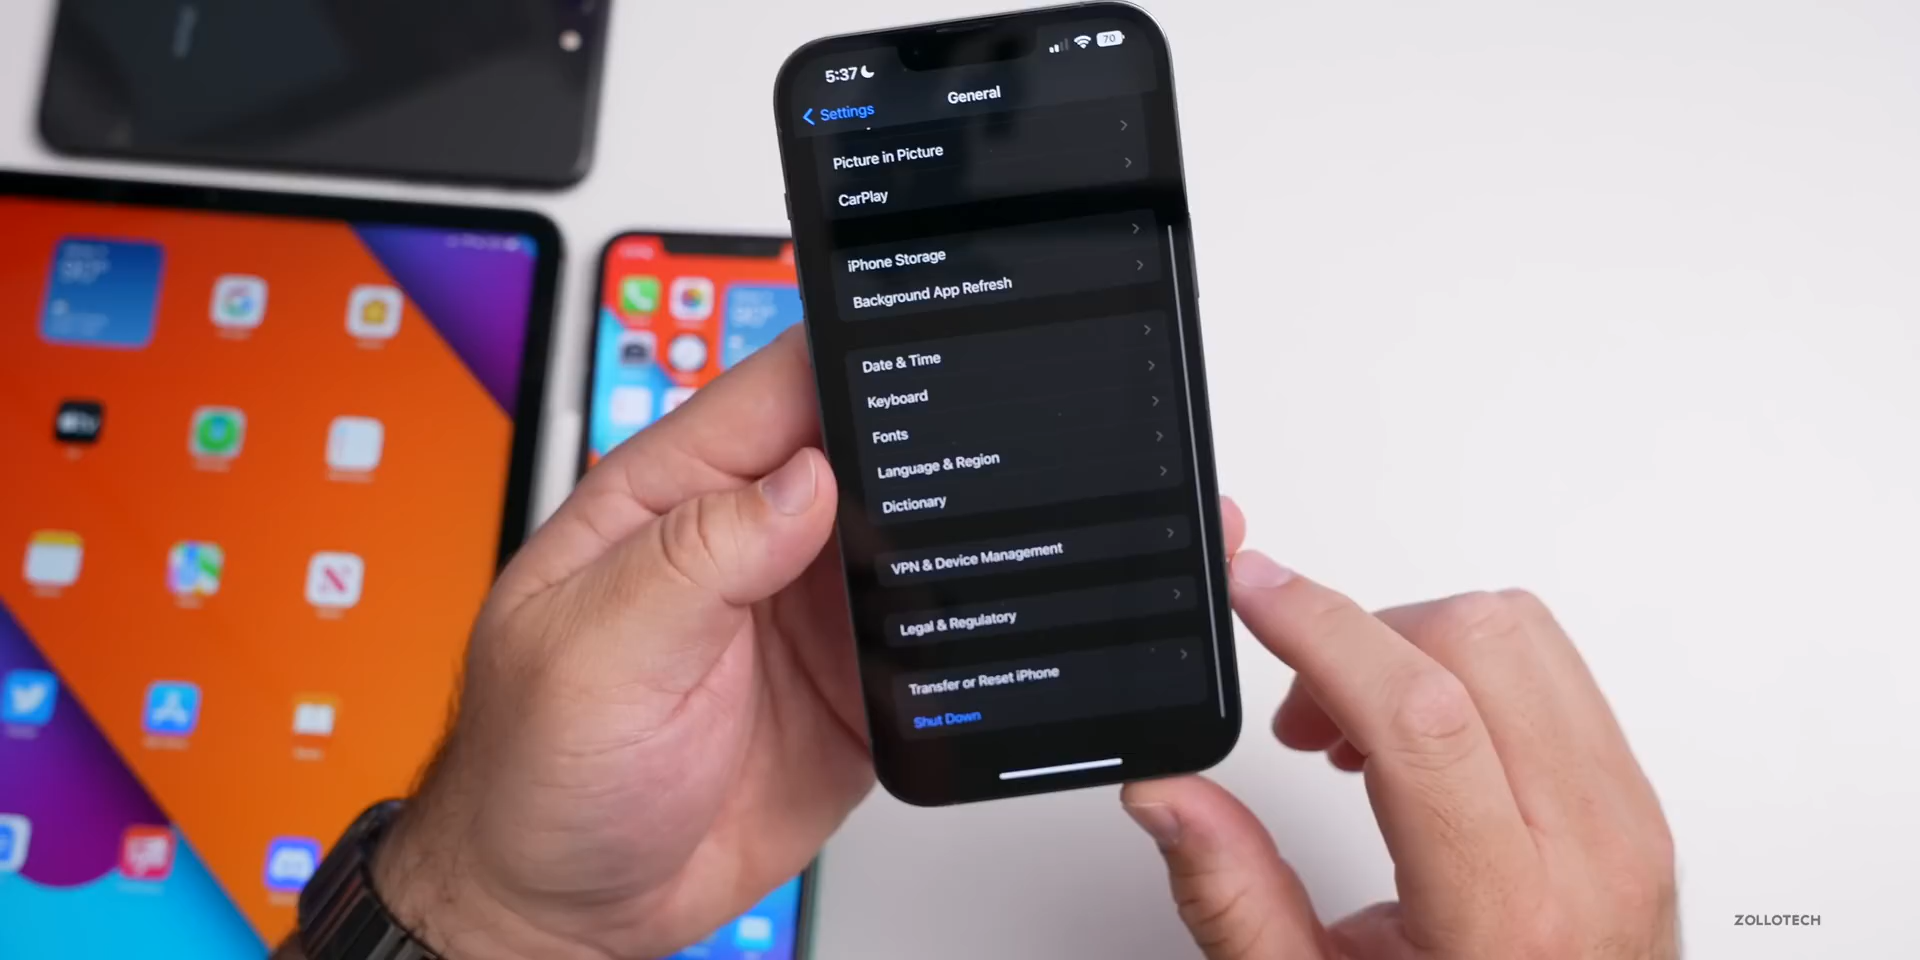 5:37
70
Settings
General
Picture in Picture
CarPlay
iPhone Storage
Background App Refresh
Date & Time
Keyboard
Fonts
Language & Region
Dictionary
VPN & Device Management
Legal & Regulatory
Transfer or Reset iPhone
Shut Down
ZOLLOTECH